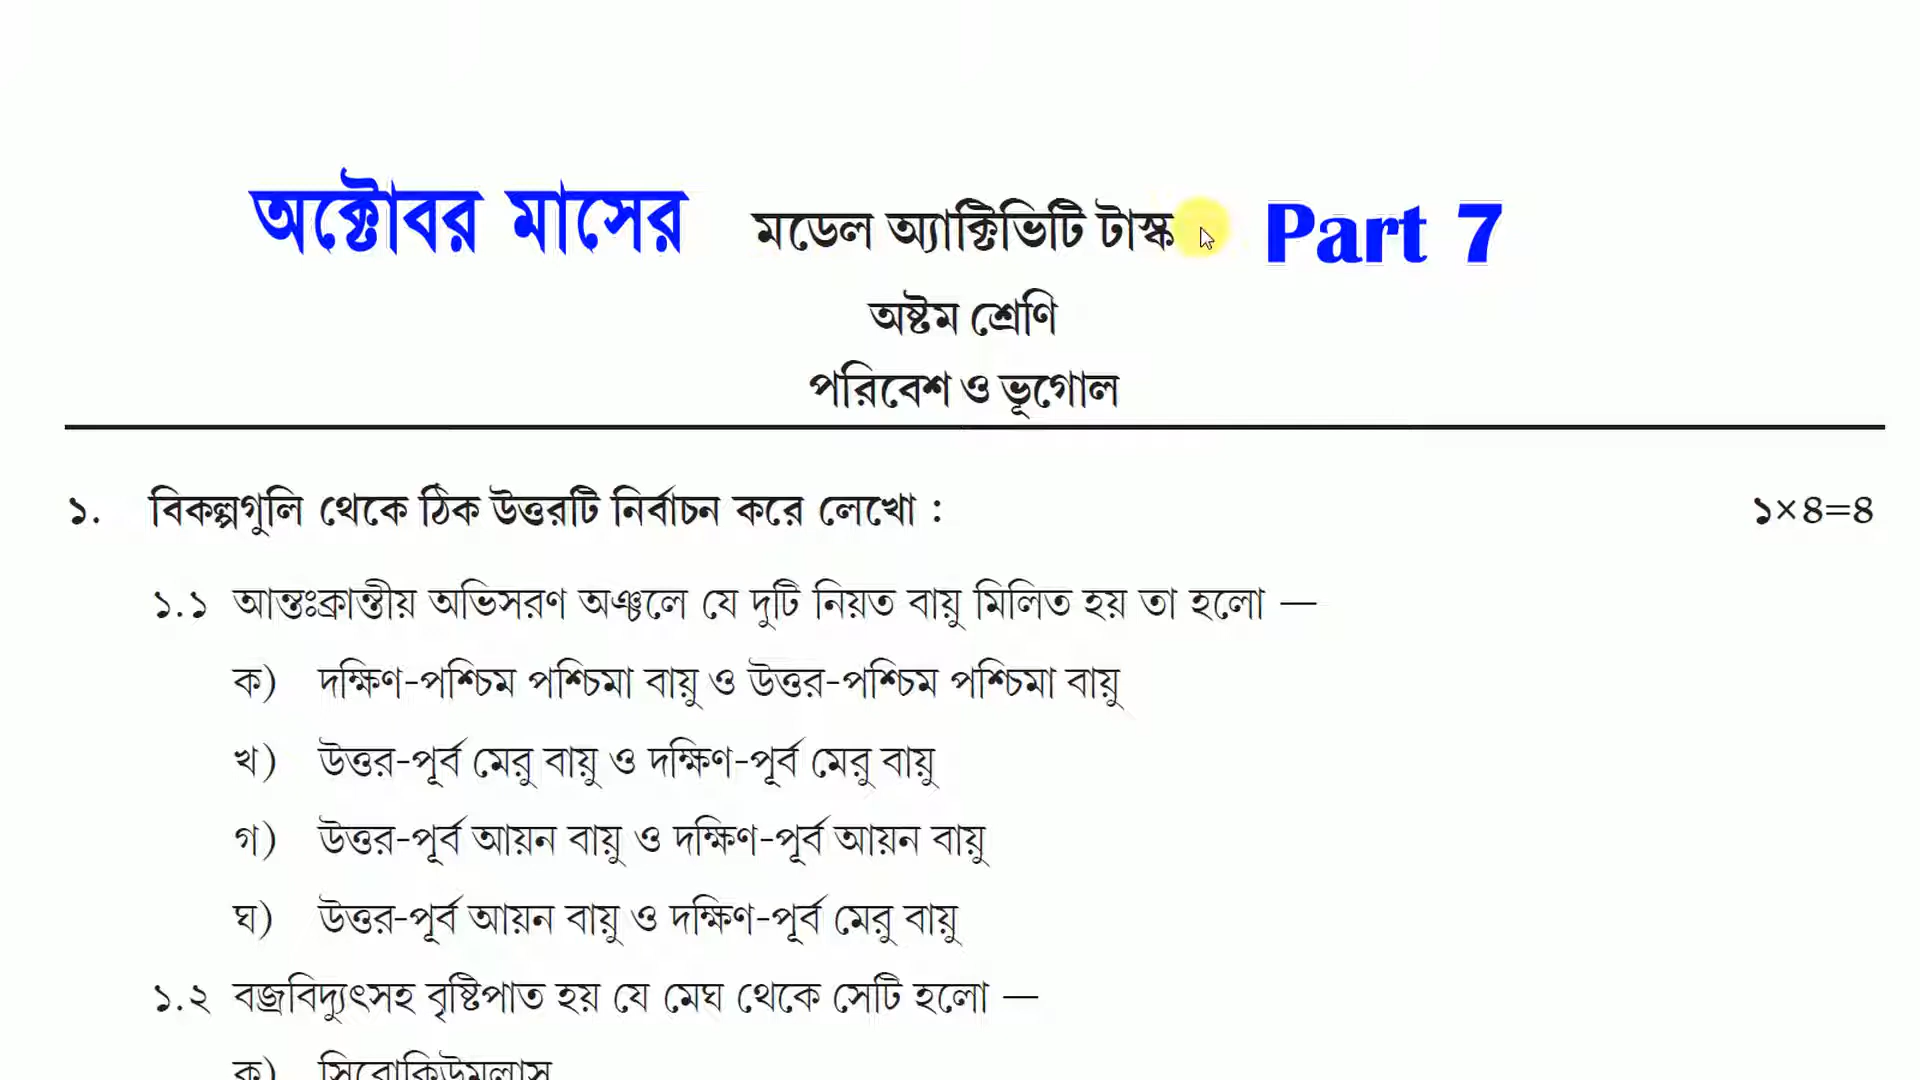 অক্টোবর মাসের মডেল অ্যাক্টিভিটি টাস্ক Part 7
অষ্টম শ্রেণি
পরিবেশ ও ভূগোল
১. বিকল্পগুলি থেকে ঠিক উত্তরটি নির্বাচন করে লেখো : ১×৪=৪
১.১ আন্তঃক্রান্তীয় অভিসরণ অঞ্চলে যে দুটি নিয়ত বায়ু মিলিত হয় তা হলো —
ক) দক্ষিণ-পশ্চিম পশ্চিমা বায়ু ও উত্তর-পশ্চিম পশ্চিমা বায়ু
খ) উত্তর-পূর্ব মেরু বায়ু ও দক্ষিণ-পূর্ব মেরু বায়ু
গ) উত্তর-পূর্ব আয়ন বায়ু ও দক্ষিণ-পূর্ব আয়ন বায়ু
ঘ) উত্তর-পূর্ব আয়ন বায়ু ও দক্ষিণ-পূর্ব মেরু বায়ু
১.২ বজ্রবিদ্যুৎসহ বৃষ্টিপাত হয় যে মেঘ থেকে সেটি হলো —
ক) সিরোকিউমুলাস